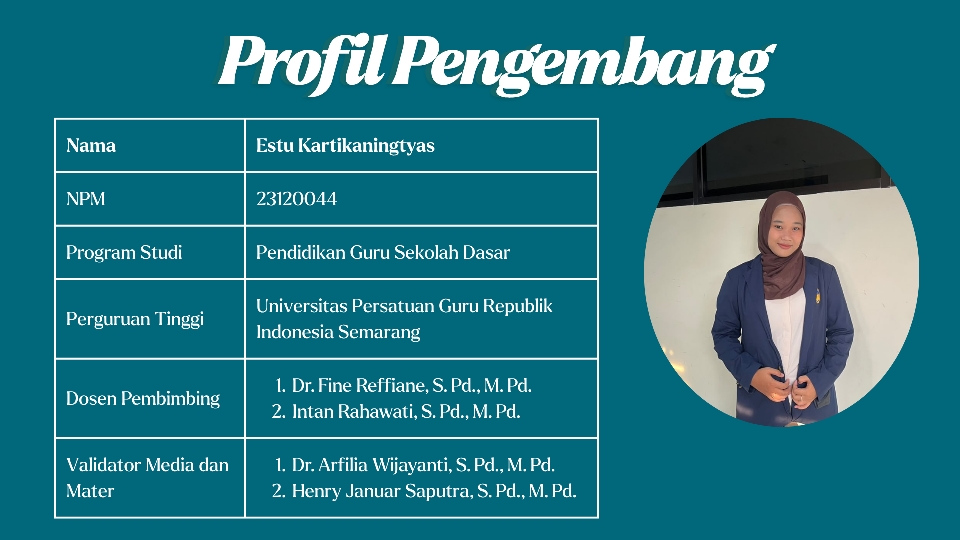 Profil Pengembang
Nama
Estu Kartikaningtyas
NPM
23120044
Program Studi
Pendidikan Guru Sekolah Dasar
Perguruan Tinggi
Universitas Persatuan Guru Republik
Indonesia Semarang
Dosen Pembimbing
1. Dr. Fine Reffiane, S. Pd., M. Pd.
2. Intan Rahawati, S. Pd., M. Pd.
Validator Media dan
Mater
1. Dr. Arfilia Wijayanti, S. Pd., M. Pd.
2. Henry Januar Saputra, S. Pd., M. Pd.